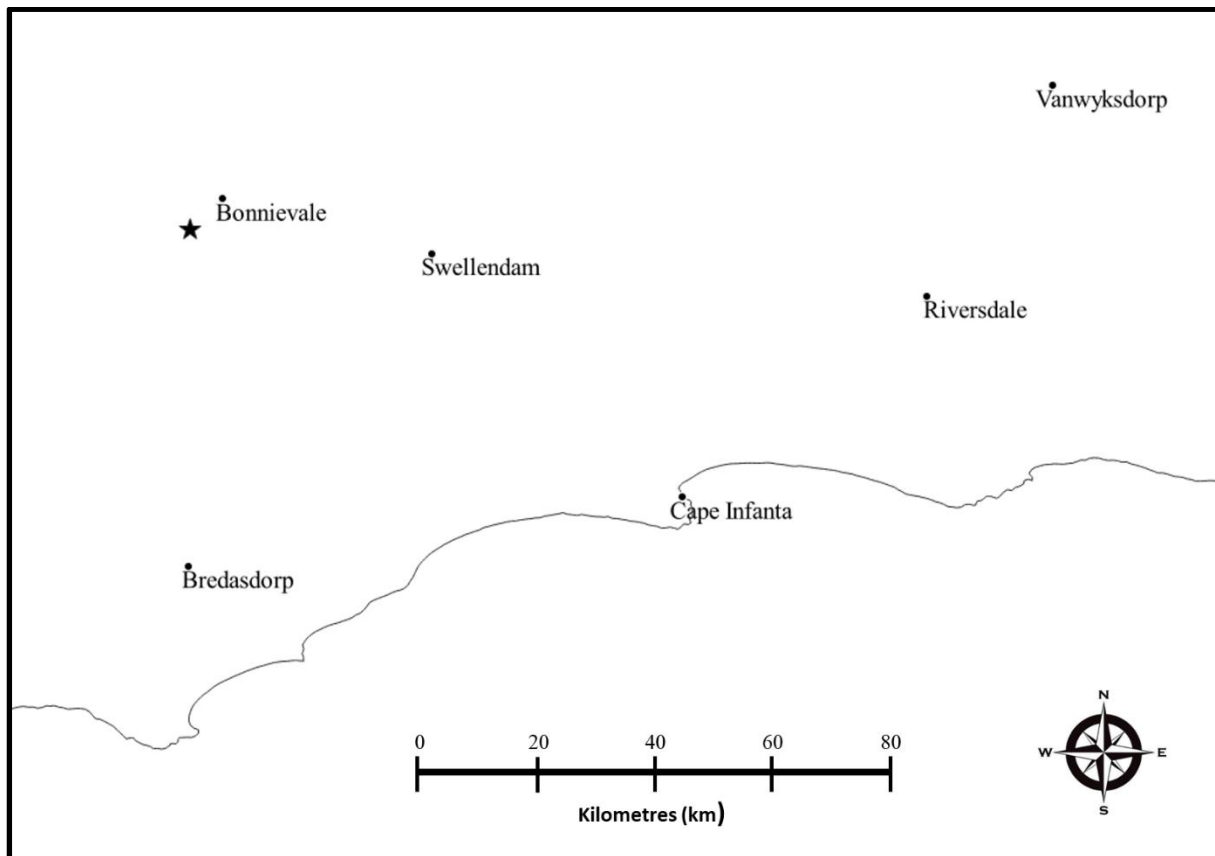 Vanwyksdorp
Bonnievale
Swellendam
Riversdale
Cape Infanta
Bredasdorp
0 20 40 60 80
Kilometres (km)
N
W E
S